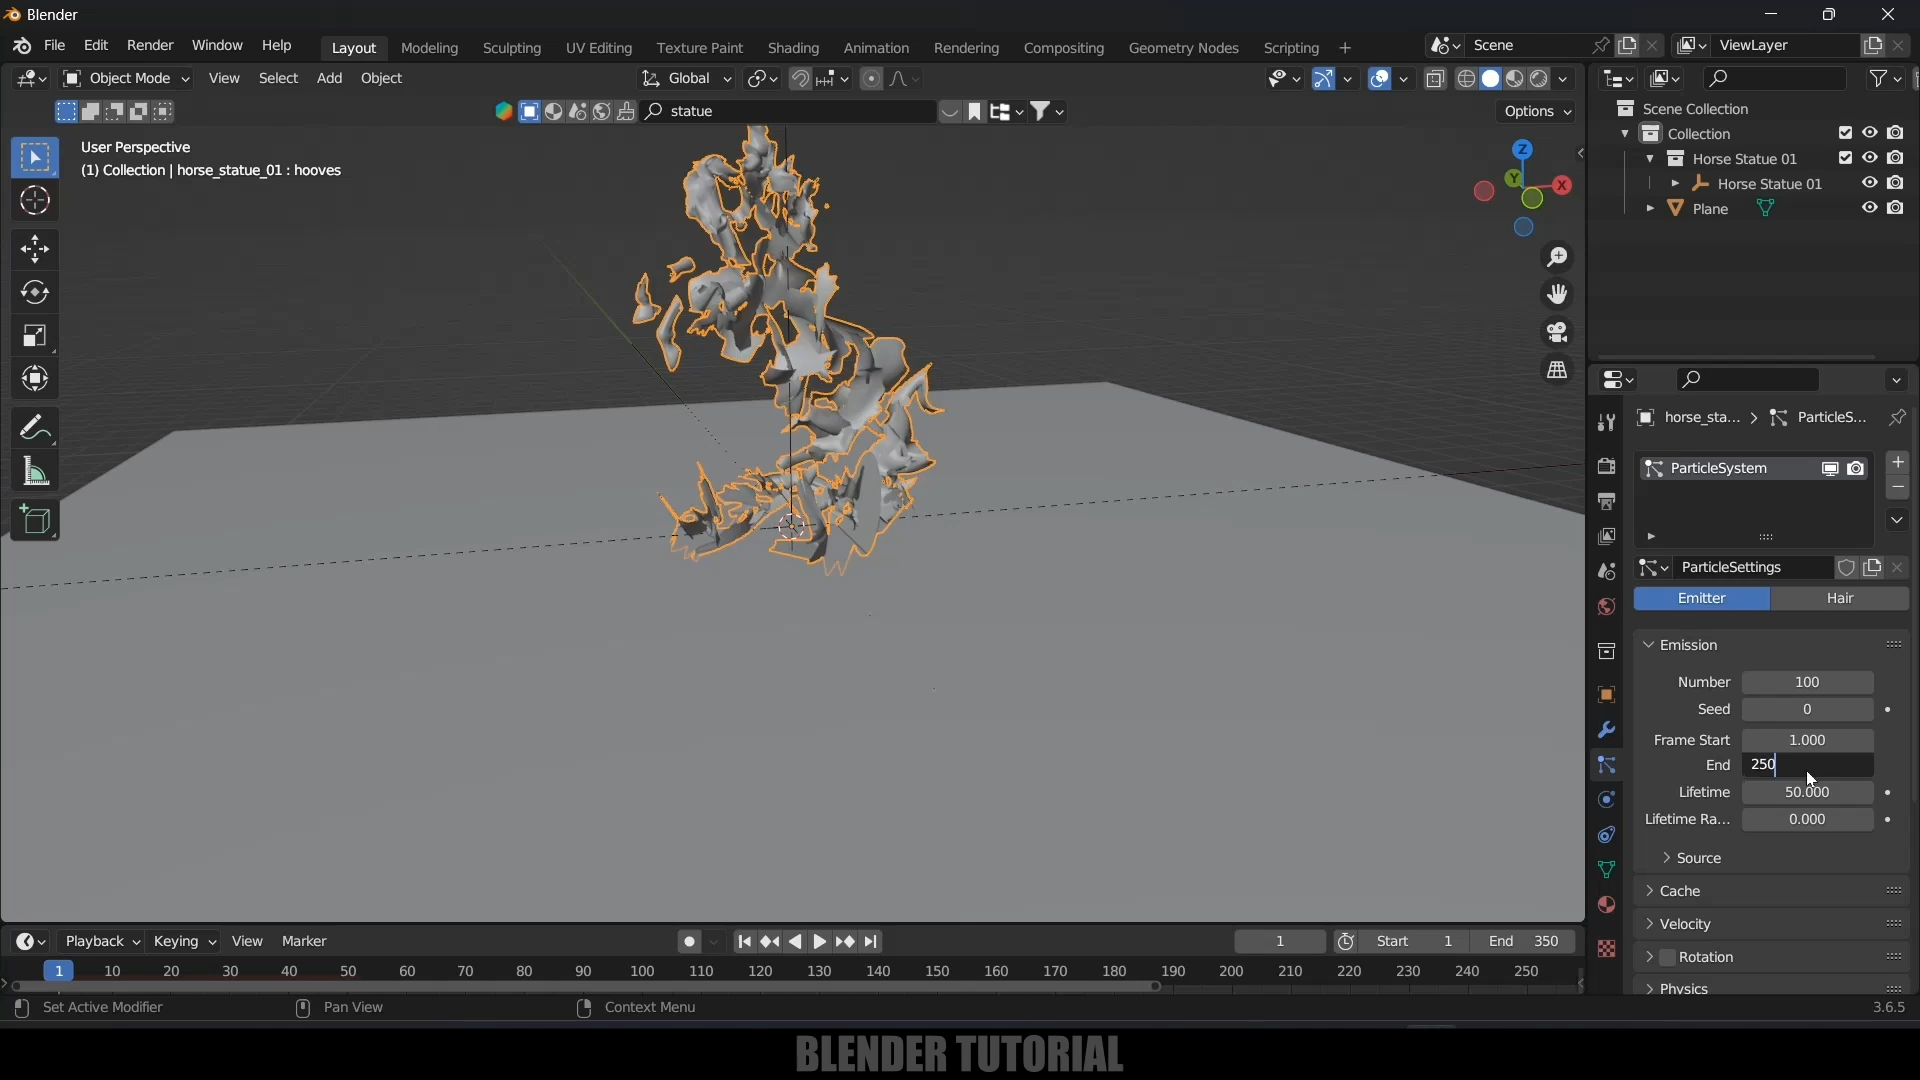 Blender
File Edit Render Window Help Layout Modeling Sculpting UV Editing Texture Paint Shading Animation Rendering Compositing Geometry Nodes Scripting + Scene ViewLayer
Object Mode View Select Add Object Global
statue Options
User Perspective
(1) Collection | horse_statue_01 : hooves
Z
Y
X
Scene Collection
Collection
Horse Statue 01
Horse Statue 01
Plane
horse_sta... > ParticleS...
ParticleSystem
ParticleSettings
Emitter Hair
Emission
Number 100
Seed 0
Frame Start 1.000
End 250
Lifetime 50.000
Lifetime Ra... 0.000
Source
Cache
Velocity
Rotation
Physics
Playback Keying View Marker 1 Start 1 End 350
1 10 20 30 40 50 60 70 80 90 100 110 120 130 140 150 160 170 180 190 200 210 220 230 240 250
Set Active Modifier Pan View Context Menu 3.6.5
BLENDER TUTORIAL